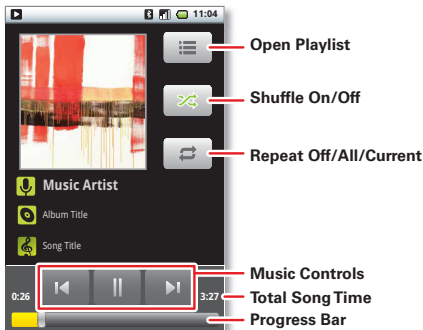 11:04
Open Playlist
Shuffle On/Off
Repeat Off/All/Current
Music Artist
Album Title
Song Title
Music Controls
0:26
3:27
Total Song Time
Progress Bar